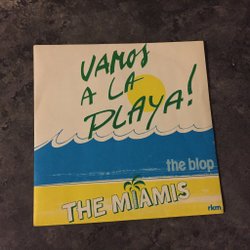 VAMOS
A LA
PLAYA!
the blop
THE MIAMIS
rkm